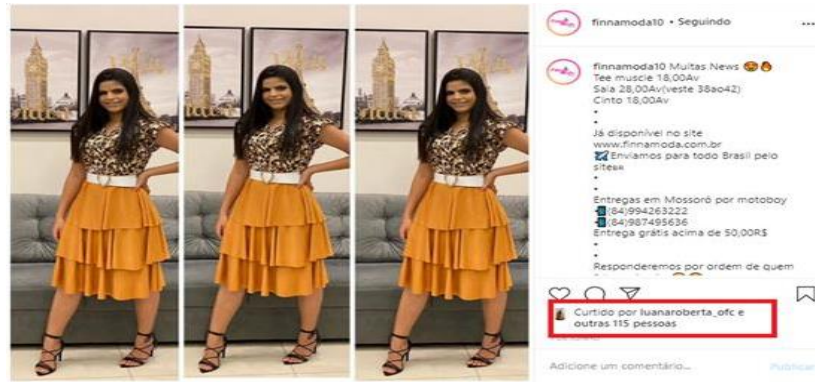 finnamoda10 • Seguindo
finnamoda10 Muitas News
Tee muscle 18,00Av
Saia 28,00Av(veste 38ao42)
Cinto 18,00Av
•
•
Já disponível no site
www.finnamoda.com.br
Enviamos para todo Brasil pelo
site
•
•
Entregas em Mossoró por motoboy
(84)994263222
(84)987495636
Entrega grátis acima de 50,00R$
•
•
Responderemos por ordem de quem
Curtido por luanaroberta_ofc e
outras 115 pessoas
Adicione um comentário...
Publicar